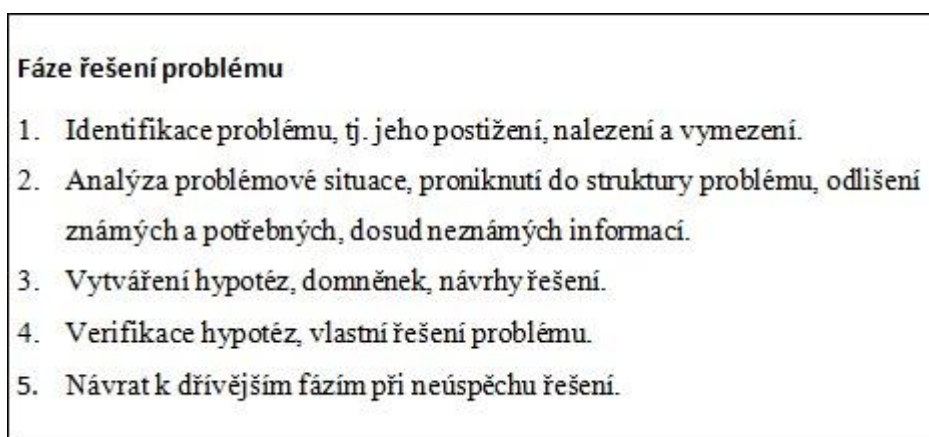 Fáze řešení problému
1. Identifikace problému, tj. jeho postižení, nalezení a vymezení.
2. Analýza problémové situace, proniknutí do struktury problému, odlišení
známých a potřebných, dosud neznámých informací.
3. Vytváření hypotéz, domněnek, návrhy řešení.
4. Verifikace hypotéz, vlastní řešení problému.
5. Návrat k dřívějším fázím při neúspěchu řešení.